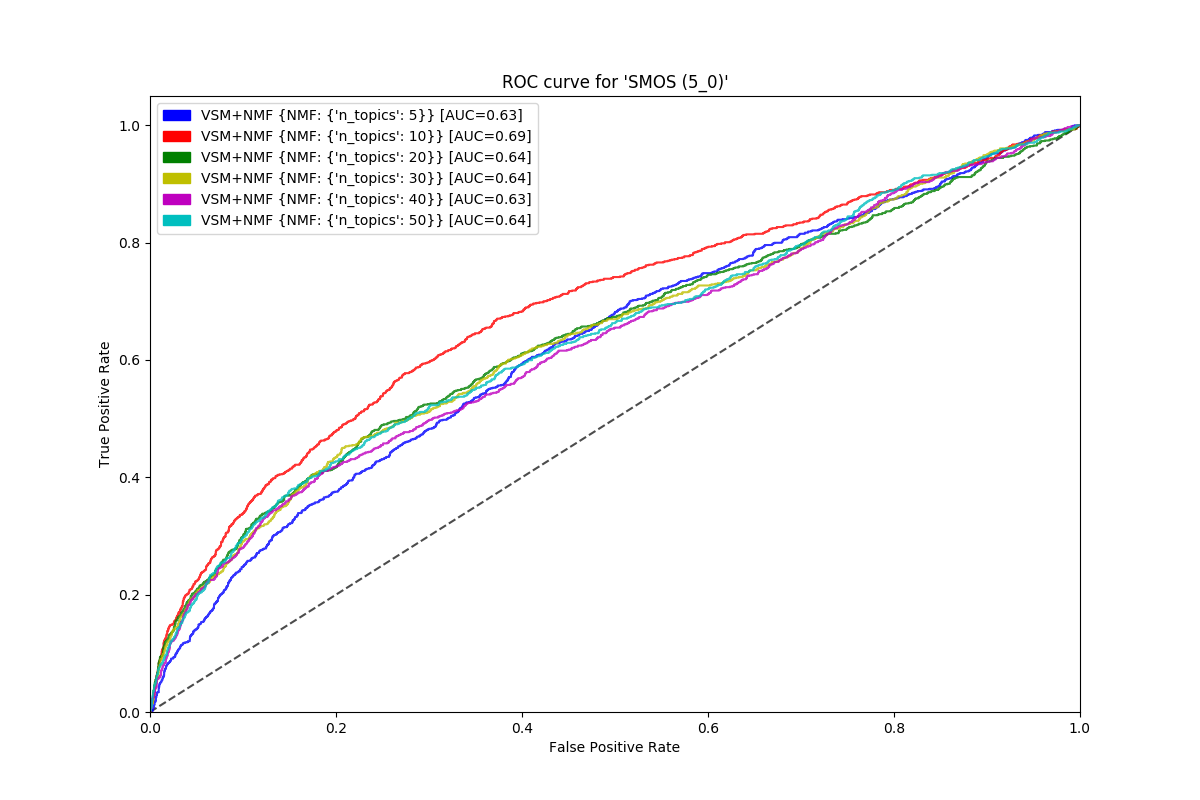 ROC curve for 'SMOS (5_0)'
VSM+NMF {NMF: {'n_topics': 5}} [AUC=0.63]
VSM+NMF {NMF: {'n_topics': 10}} [AUC=0.69]
VSM+NMF {NMF: {'n_topics': 20}} [AUC=0.64]
VSM+NMF {NMF: {'n_topics': 30}} [AUC=0.64]
VSM+NMF {NMF: {'n_topics': 40}} [AUC=0.63]
VSM+NMF {NMF: {'n_topics': 50}} [AUC=0.64]
True Positive Rate
1.0
0.8
0.6
0.4
0.2
0.0
0.0 0.2 0.4 0.6 0.8 1.0
False Positive Rate